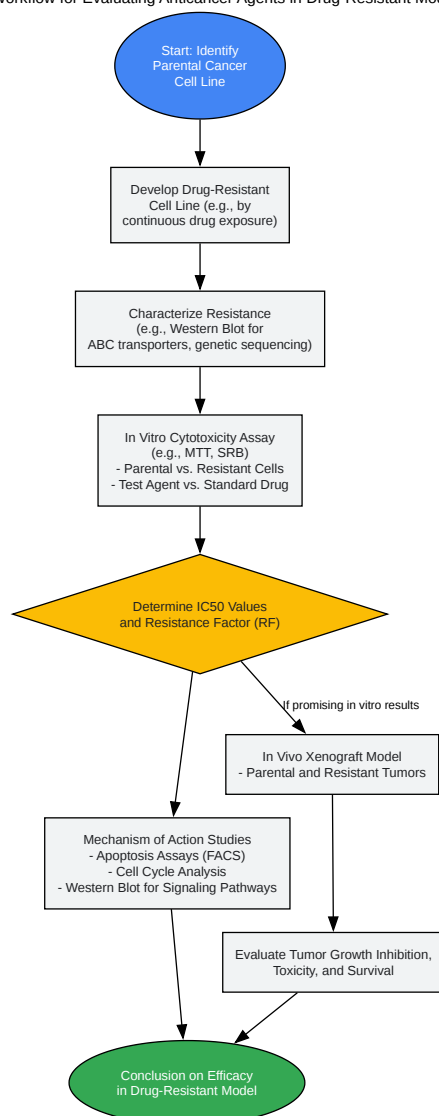 for Evaluating Anticancer Agents in Drug-Resistant
Start: Identify
Parental Cancer
Cell Line
Develop Drug-Resistant
Cell Line (e.g., by
continuous drug exposure)
Characterize Resistance
(e.g., Western Blot for
ABC transporters, genetic sequencing)
In Vitro Cytotoxicity Assay
(e.g., MTT, SRB)
- Parental vs. Resistant Cells
- Test Agent vs. Standard Drug
Determine IC50 Values
and Resistance Factor (RF)
If promising in vitro results
In Vivo Xenograft Model
- Parental and Resistant Tumors
Mechanism of Action Studies
- Apoptosis Assays (FACS)
- Cell Cycle Analysis
- Western Blot for Signaling Pathways
Evaluate Tumor Growth Inhibition,
Toxicity, and Survival
Conclusion on Efficacy
in Drug-Resistant Model